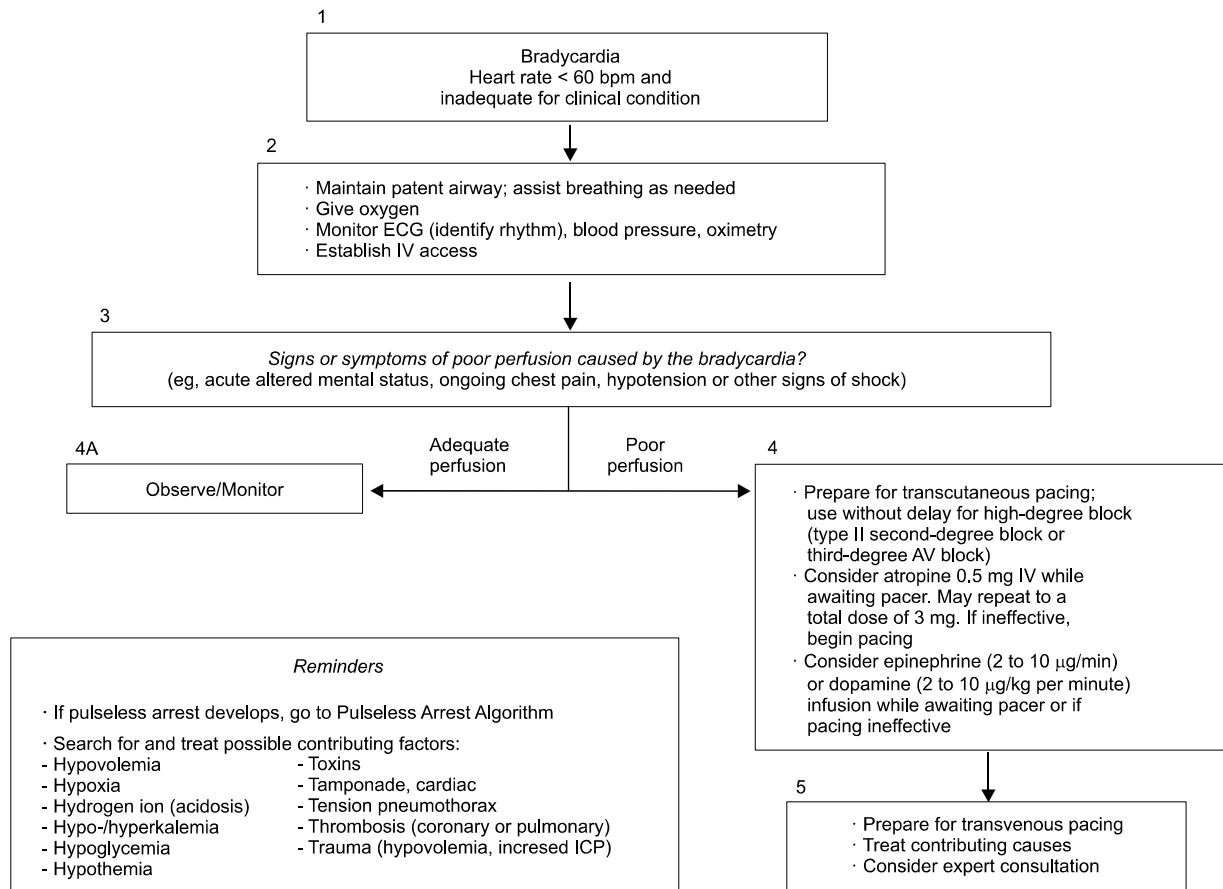 1
Bradycardia
Heart rate < 60 bpm and
inadequate for clinical condition
2
· Maintain patent airway; assist breathing as needed
· Give oxygen
· Monitor ECG (identify rhythm), blood pressure, oximetry
· Establish IV access
3
Signs or symptoms of poor perfusion caused by the bradycardia?
(eg, acute altered mental status, ongoing chest pain, hypotension or other signs of shock)
Adequate
perfusion
Poor
perfusion
4A
Observe/Monitor
4
· Prepare for transcutaneous pacing;
use without delay for high-degree block
(type II second-degree block or
third-degree AV block)
· Consider atropine 0.5 mg IV while
awaiting pacer. May repeat to a
total dose of 3 mg. If ineffective,
begin pacing
· Consider epinephrine (2 to 10 μg/min)
or dopamine (2 to 10 μg/kg per minute)
infusion while awaiting pacer or if
pacing ineffective
5
· Prepare for transvenous pacing
· Treat contributing causes
· Consider expert consultation
Reminders
· If pulseless arrest develops, go to Pulseless Arrest Algorithm
· Search for and treat possible contributing factors:
- Hypovolemia
- Hypoxia
- Hydrogen ion (acidosis)
- Hypo-/hyperkalemia
- Hypoglycemia
- Hypothemia
- Toxins
- Tamponade, cardiac
- Tension pneumothorax
- Thrombosis (coronary or pulmonary)
- Trauma (hypovolemia, incresed ICP)